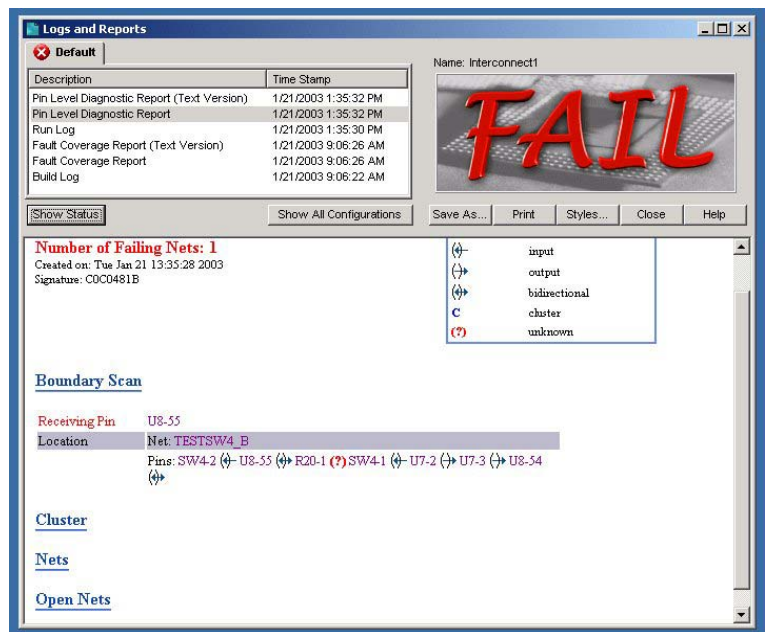 Logs and Reports
Default
Description Time Stamp
Pin Level Diagnostic Report (Text Version) 1/21/2003 1:35:32 PM
Pin Level Diagnostic Report 1/21/2003 1:35:32 PM
Run Log 1/21/2003 1:35:30 PM
Fault Coverage Report (Text Version) 1/21/2003 9:06:26 AM
Fault Coverage Report 1/21/2003 9:06:26 AM
Build Log 1/21/2003 9:06:22 AM
Name: Interconnect1
FAIL
Show Status Show All Configurations Save As... Print Styles... Close Help
Number of Failing Nets: 1
Created on: Tue Jan 21 13:35:28 2003
Signature: C0C0481B
input
output
bidirectional
C cluster
(?) unknown
Boundary Scan
Receiving Pin U8-55
Location Net: TESTSW4_B
Pins: SW4-2 U8-55 R20-1 (?) SW4-1 U7-2 U7-3 U8-54
Cluster
Nets
Open Nets